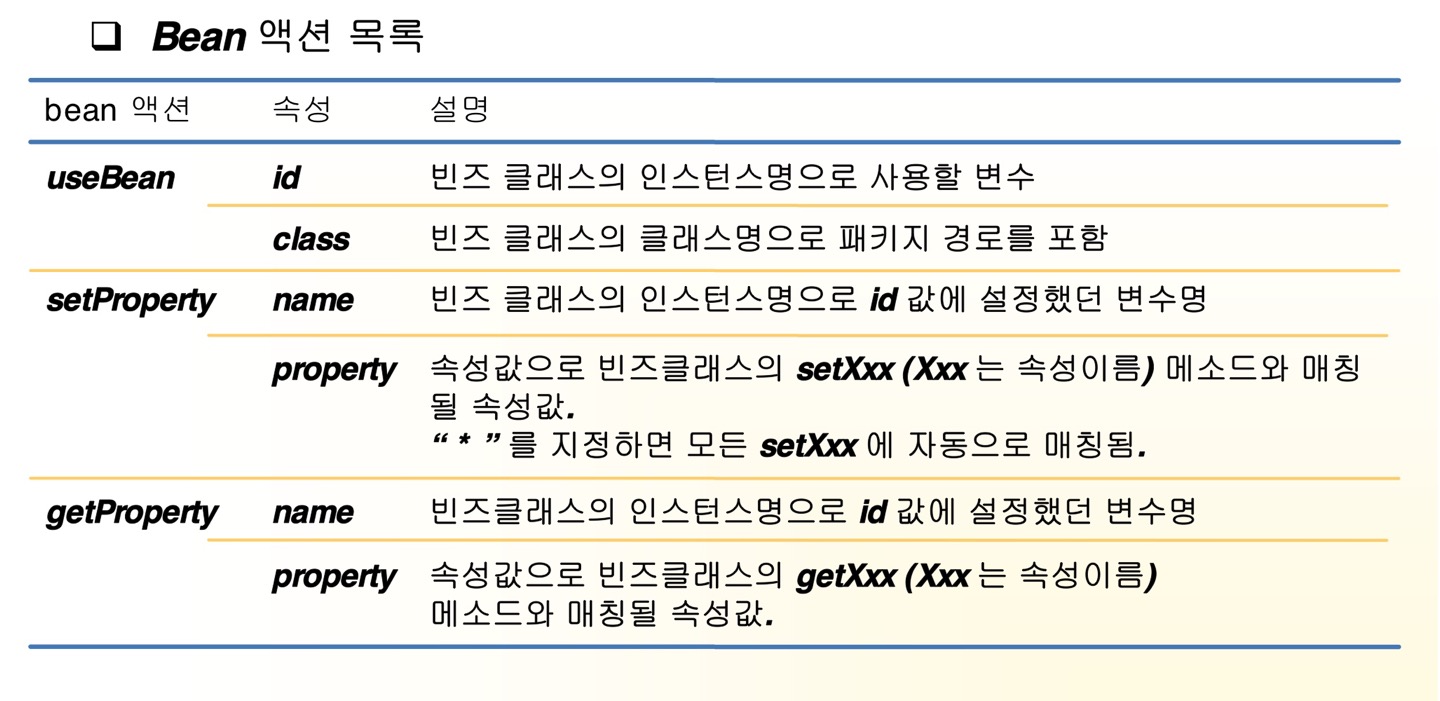 ❑ Bean 액션 목록
bean 액션 속성 설명
useBean id 빈즈 클래스의 인스턴스명으로 사용할 변수
class 빈즈 클래스의 클래스명으로 패키지 경로를 포함
setProperty name 빈즈 클래스의 인스턴스명으로 id 값에 설정했던 변수명
property 속성값으로 빈즈클래스의 setXxx (Xxx 는 속성이름) 메소드와 매칭
될 속성값.
“ * ” 를 지정하면 모든 setXxx 에 자동으로 매칭됨.
getProperty name 빈즈클래스의 인스턴스명으로 id 값에 설정했던 변수명
property 속성값으로 빈즈클래스의 getXxx (Xxx 는 속성이름)
메소드와 매칭될 속성값.